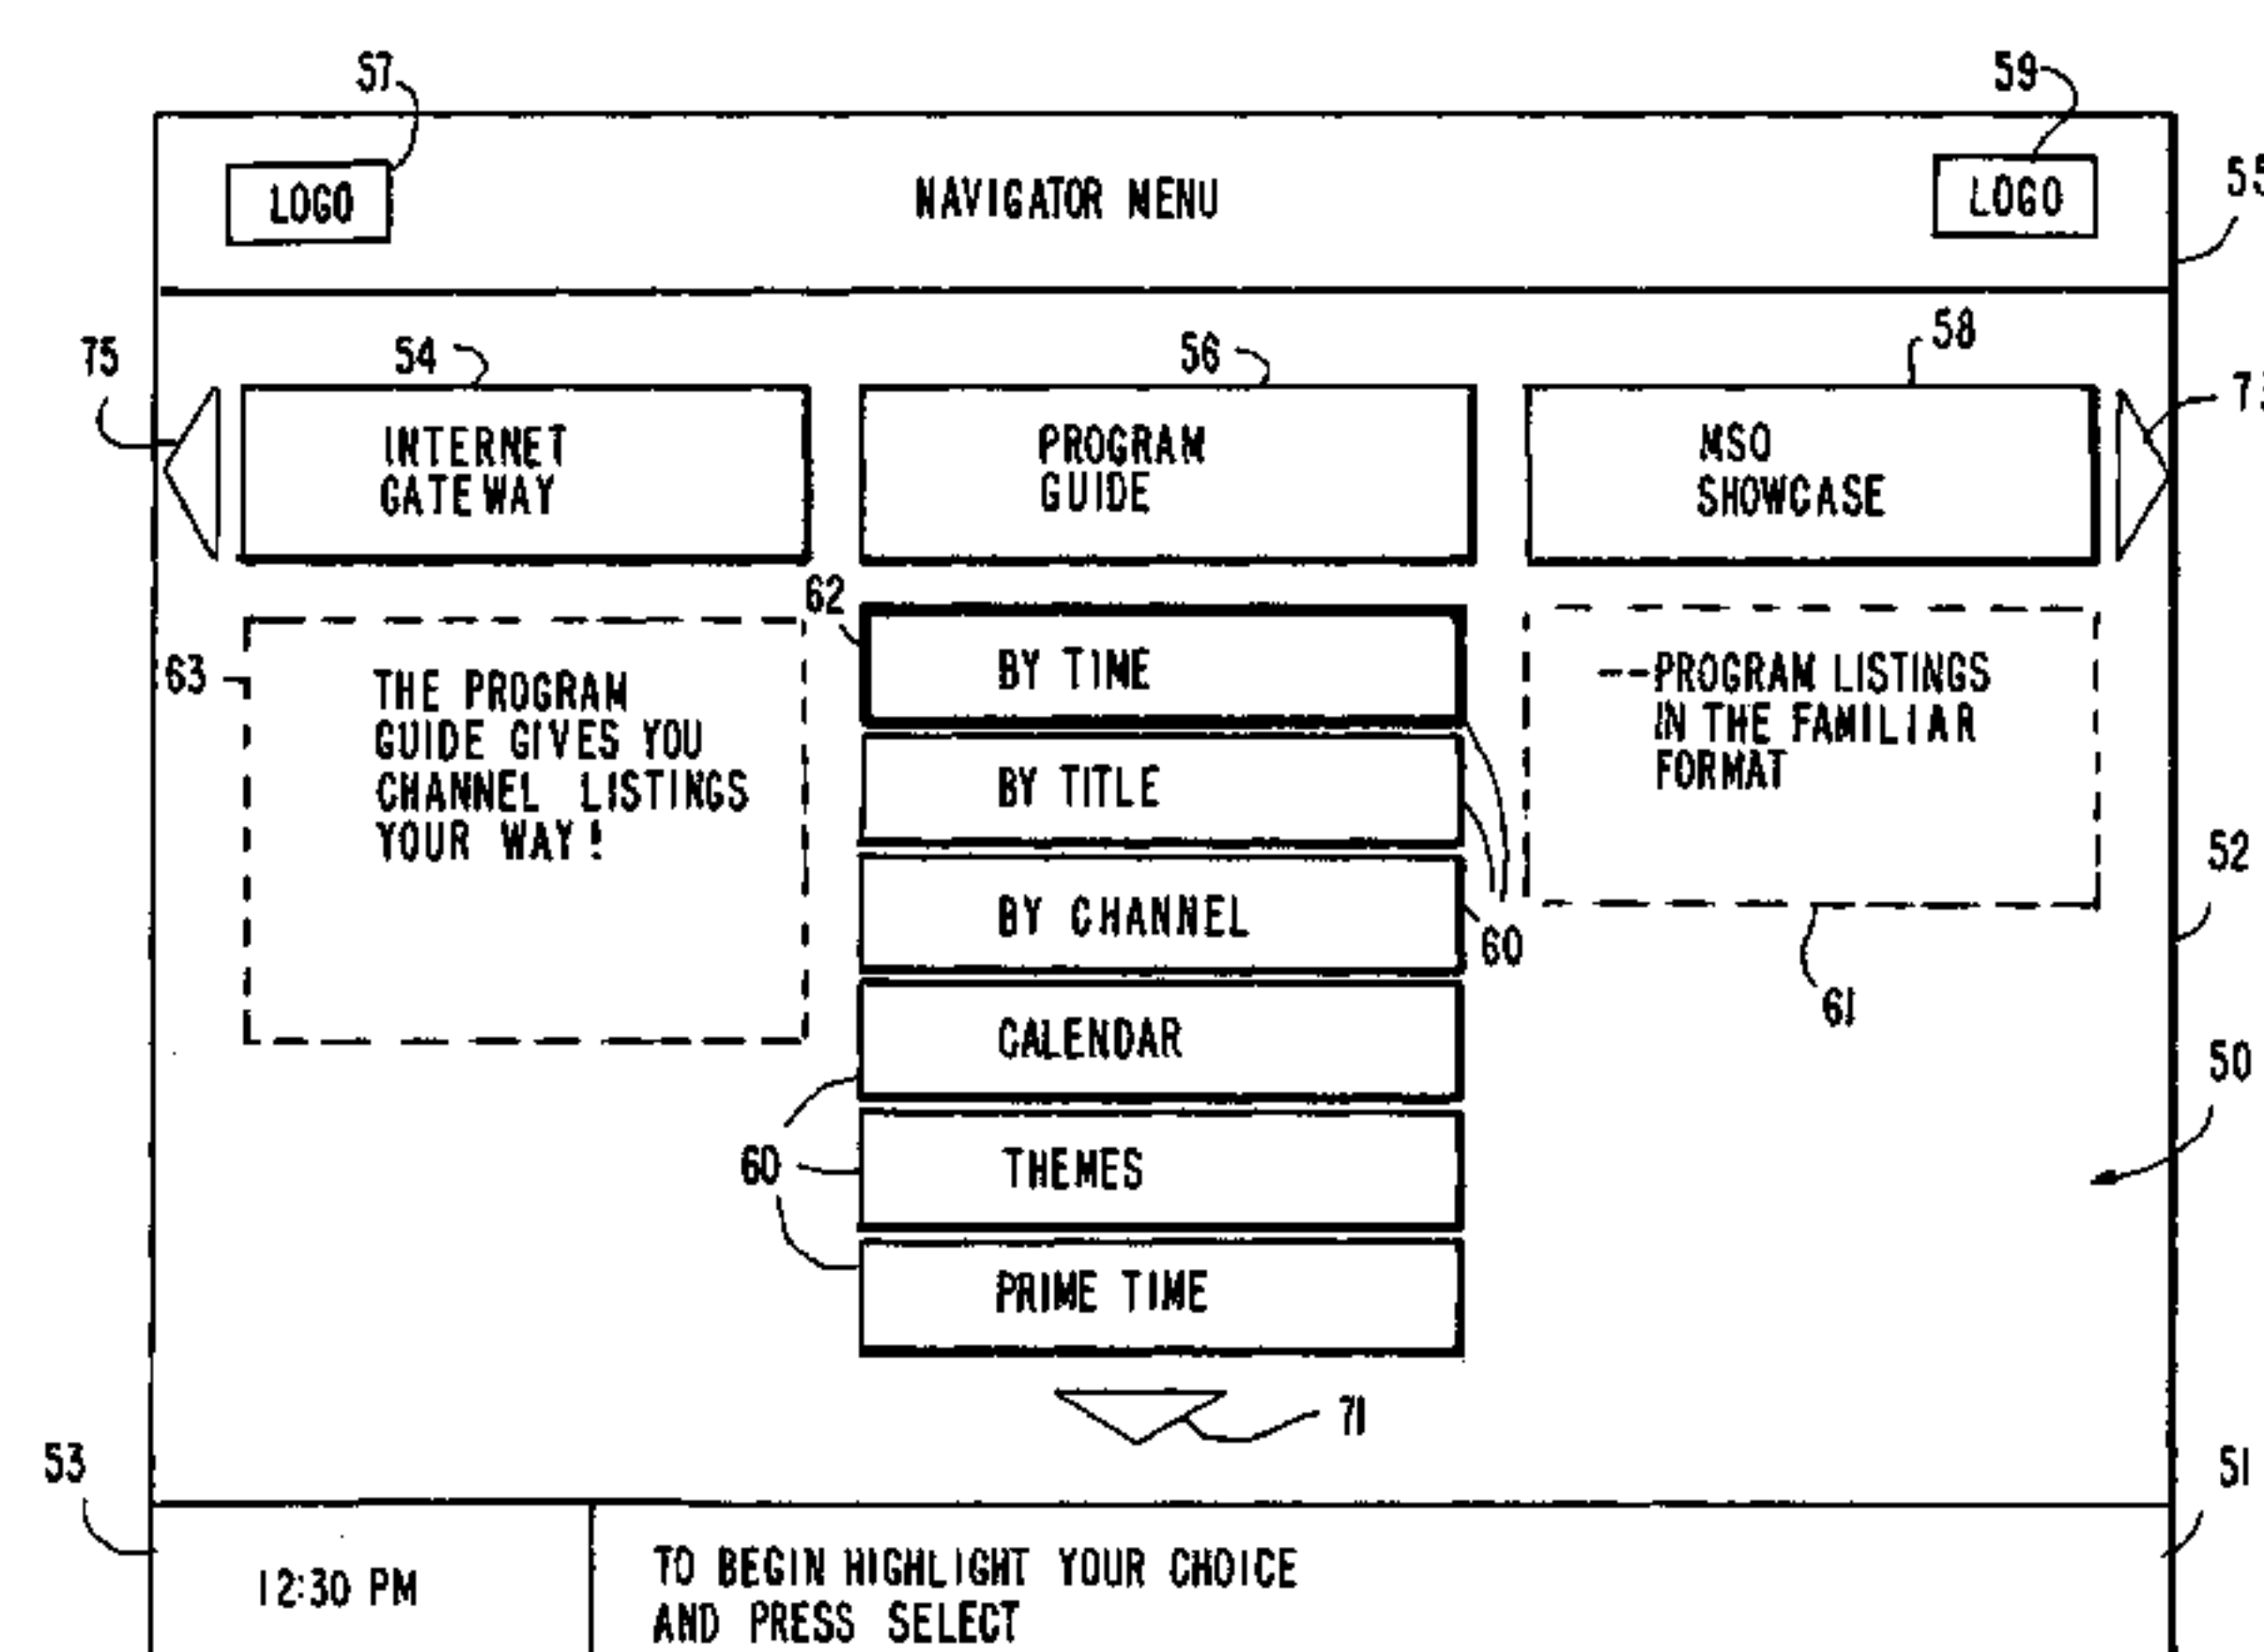 57
59
LOGO
NAVIGATOR MENU
LOGO
55
75
54
56
58
INTERNET
GATEWAY
PROGRAM
GUIDE
MSO
SHOWCASE
62
63
THE PROGRAM
GUIDE GIVES YOU
CHANNEL LISTINGS
YOUR WAY!
BY TIME
BY TITLE
BY CHANNEL
CALENDAR
THEMES
PRIME TIME
--PROGRAM LISTINGS
IN THE FAMILIAR
FORMAT
52
60
61
50
60
71
53
51
12:30 PM
TO BEGIN HIGHLIGHT YOUR CHOICE
AND PRESS SELECT